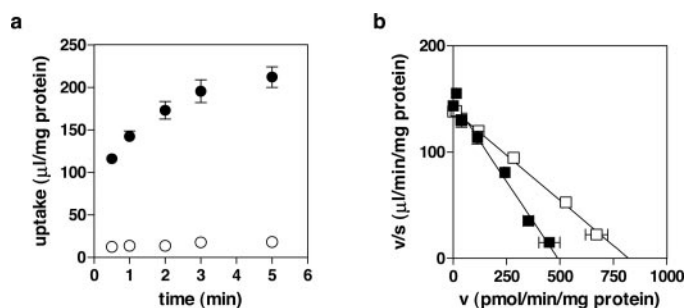 a
uptake (µl/mg protein)
250
200
150
100
50
0
0 1 2 3 4 5 6
time (min)
b
v/s (µl/min/mg protein)
200
100
0
0 250 500 750 1000
v (pmol/min/mg protein)